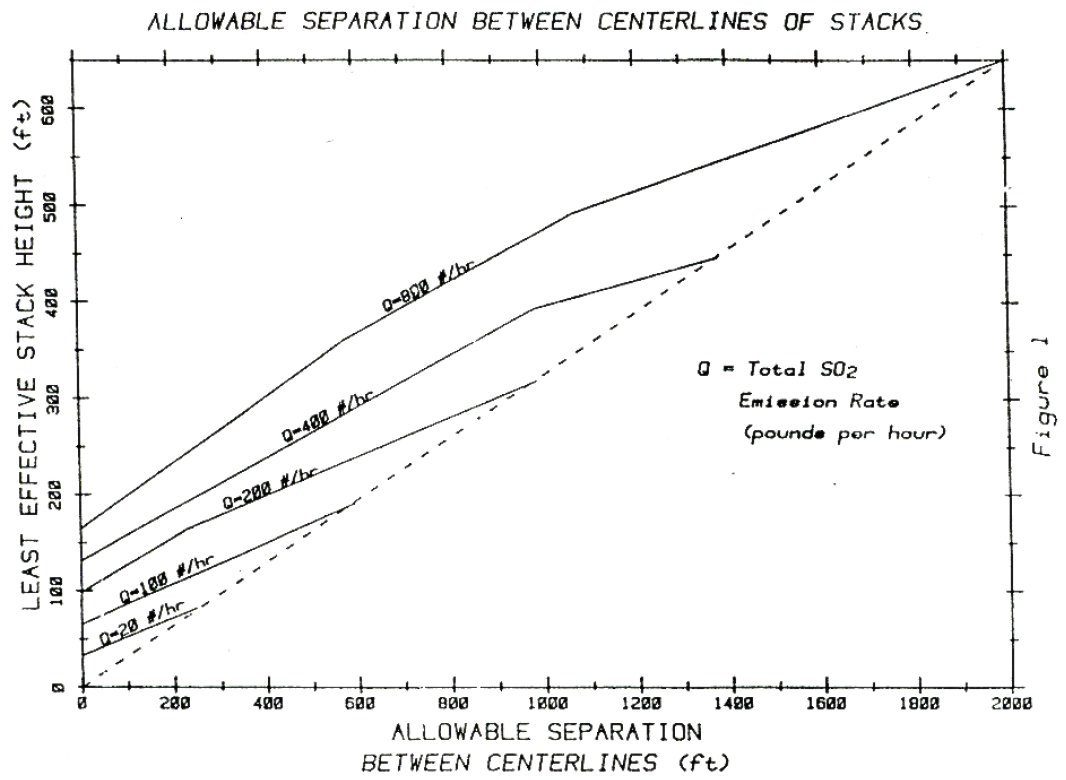 ALLOWABLE SEPARATION BETWEEN CENTERLINES OF STACKS
LEAST EFFECTIVE STACK HEIGHT (ft)
600
500
400
300
200
100
0
Q=800 #/hr
Q=400 #/hr
Q=200 #/hr
Q=100 #/hr
Q=20 #/hr
Q = Total SO2
Emission Rate
(pounds per hour)
Figure 1
0 200 400 600 800 1000 1200 1400 1600 1800 2000
ALLOWABLE SEPARATION
BETWEEN CENTERLINES (ft)